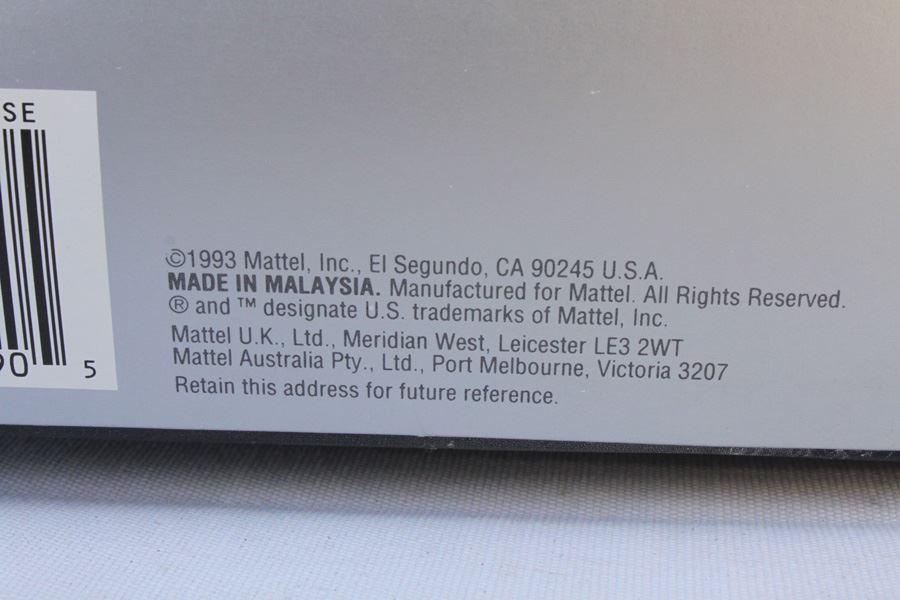 SE
90 5
©1993 Mattel, Inc., El Segundo, CA 90245 U.S.A.
MADE IN MALAYSIA. Manufactured for Mattel. All Rights Reserved.
® and ™ designate U.S. trademarks of Mattel, Inc.
Mattel U.K., Ltd., Meridian West, Leicester LE3 2WT
Mattel Australia Pty., Ltd., Port Melbourne, Victoria 3207
Retain this address for future reference.